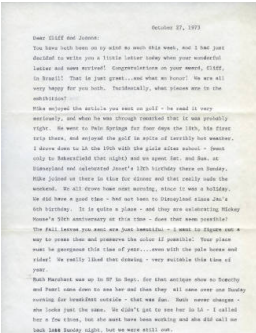 October 27, 1973
Dear Cliff and Joanne:
You have both been on my mind so much this week, and I had just
decided to write you a little letter today when your wonderful
letter and news arrived! Congratulations on your award, Cliff,
in Brazil! That is just great...and what an honor! We are all
very happy for you both. Incidentally, what pieces are in the
exhibition?
Mike enjoyed the article you sent on golf - he read it very
seriously, and when he was through remarked that it was
right. We went to Palm Springs for four days the 10th, his first
trip there, and enjoyed the golf in spite of terribly hot weather.
I drove down to LA the 19th with the girls after school - (went
only to Bakersfield that night) and we spent Sat. and Sun. at
Disneyland and celebrated Janet's 12th birthday there on Sunday.
Mike joined us there in time for dinner and that really made the
weekend. We all drove home next morning, since it was a holiday.
We did have a good time - had not been to Disneyland since Jan's
6th birthday. It is quite a place - and they are celebrating Mickey
Mouse's 50th anniversary at this time - does that seem possible!
The fall leaves you sent are just beautiful - I want to figure out a
way to press them and preserve the color if possible! Your place
must be gorgeous this time of year....even with the pale horse and
rider! We really liked that drawing - very suitable this time of
year.
Ruth Marchant was up in SF in Sept. for that antique show so Dorothy
and Pamel came down to see her and then they all came over one Sunday
morning for breakfast outside - that was fun. Ruth never changes -
she looks just the same. We didn't get to see her in LA - I called
her a few times, but she must have been working and she did call me
back late Sunday night, but we were still out.